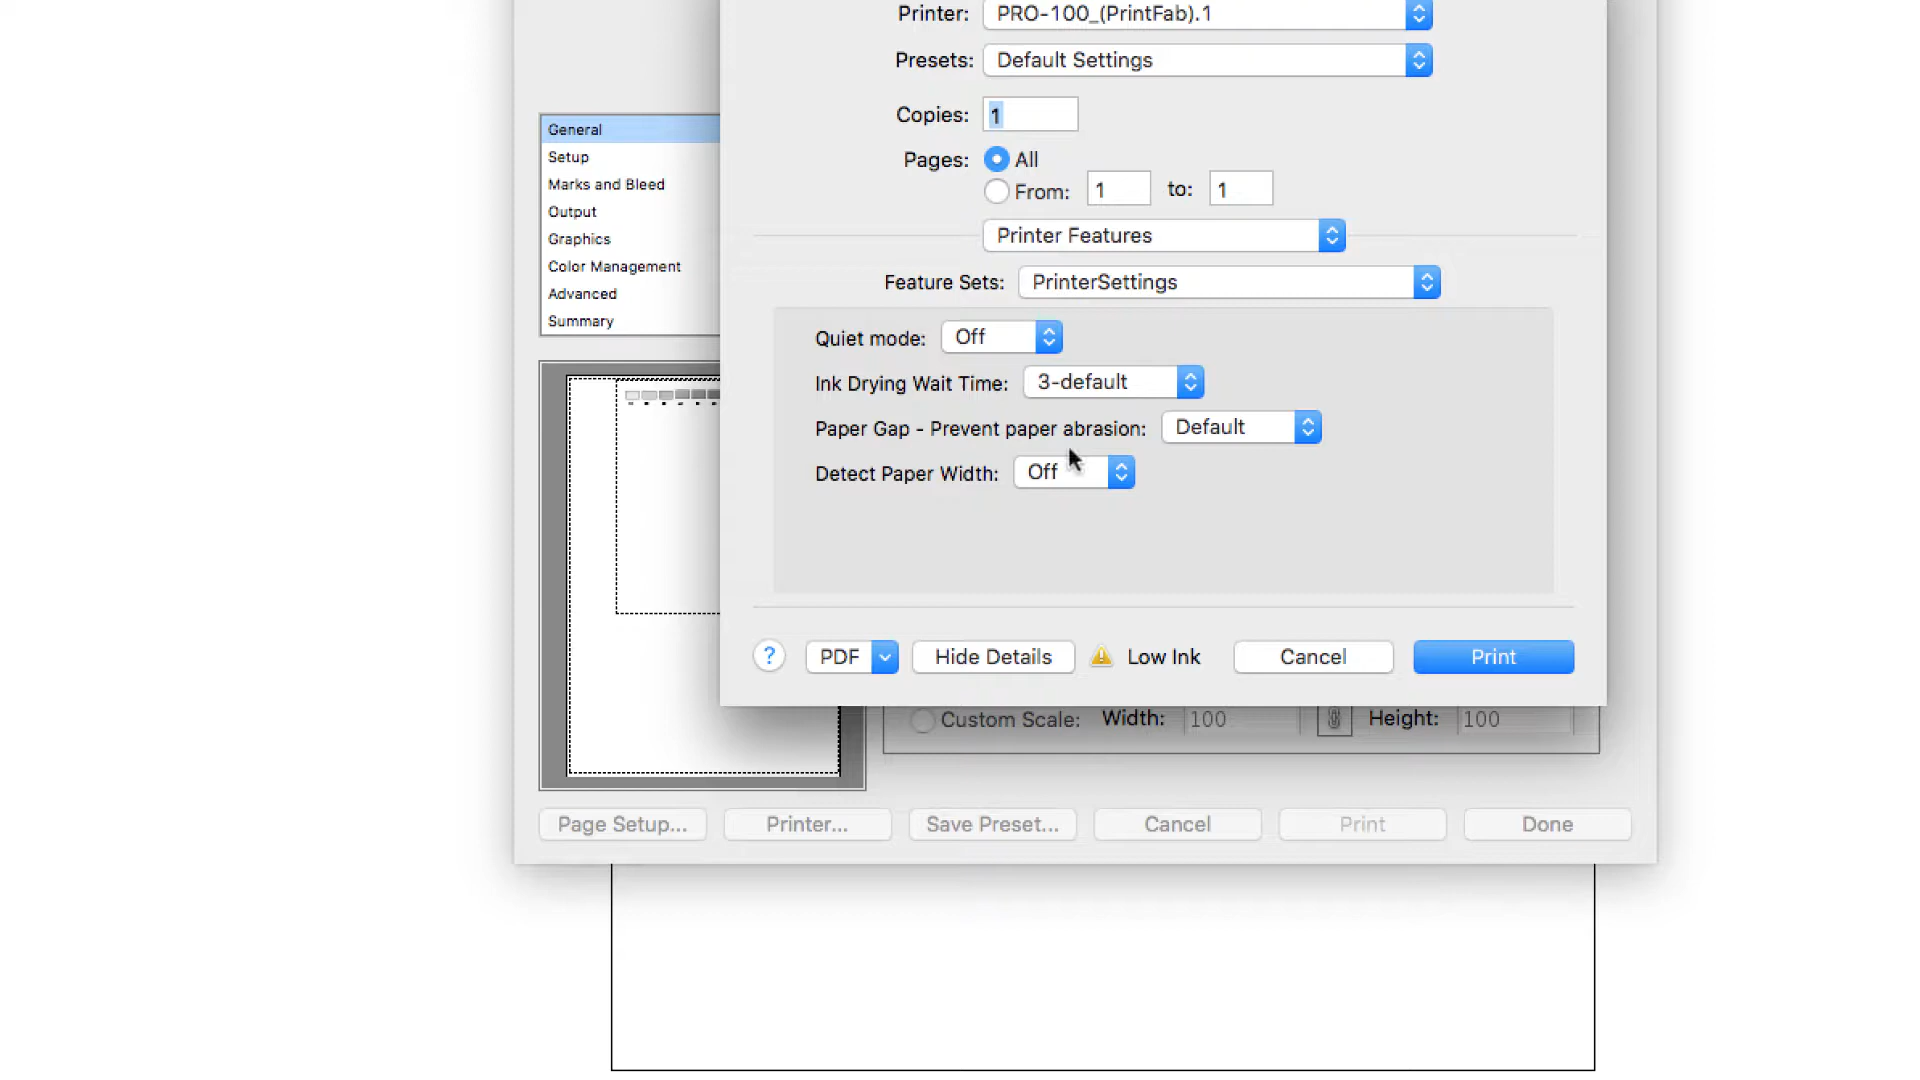 Printer: PRO-100_(PrintFab).1
Presets: Default Settings
Copies: 1
Pages: All
From: 1 to: 1
Printer Features
Feature Sets: PrinterSettings
Quiet mode: Off
Ink Drying Wait Time: 3-default
Paper Gap - Prevent paper abrasion: Default
Detect Paper Width: Off
? PDF Hide Details Low Ink Cancel Print
General
Setup
Marks and Bleed
Output
Graphics
Color Management
Advanced
Summary
Custom Scale: Width: 100 Height: 100
Page Setup... Printer... Save Preset... Cancel Print Done